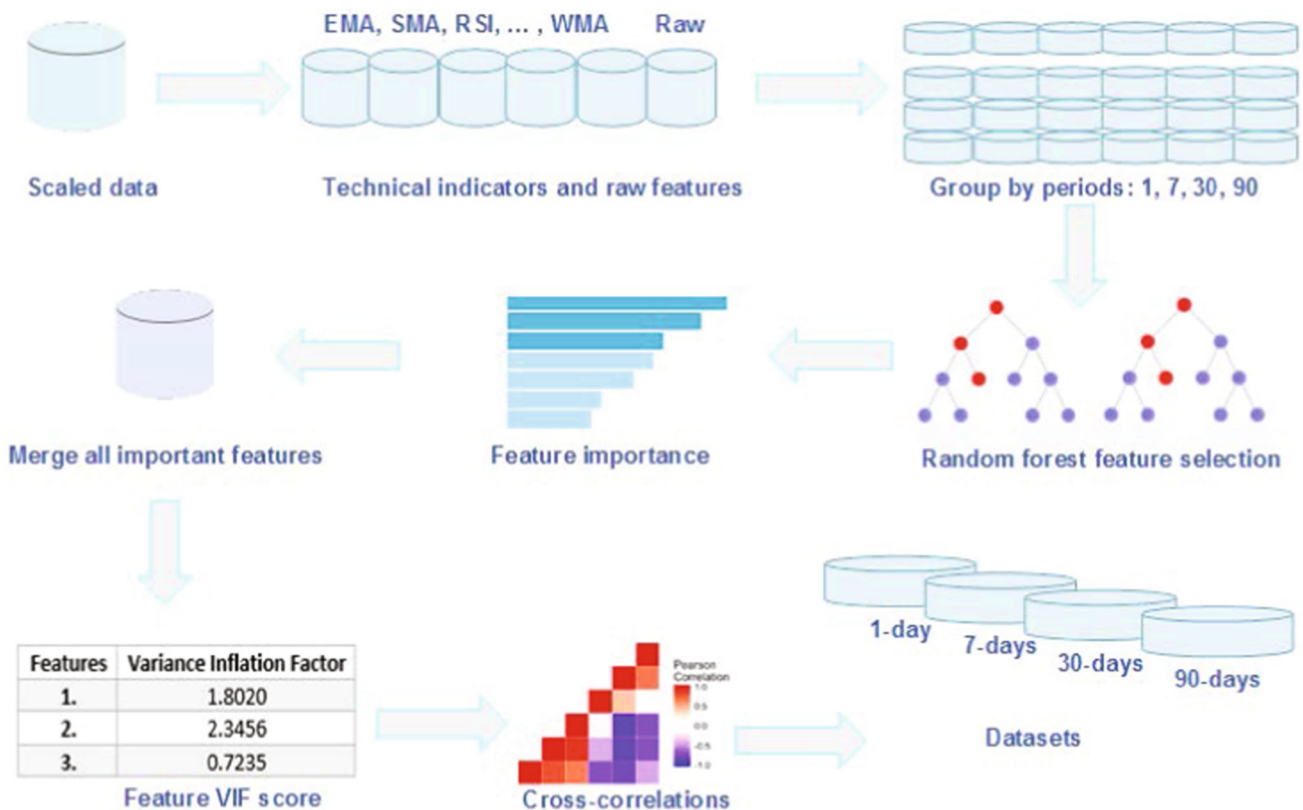 EMA, SMA, RSI, ... , WMA Raw
Scaled data
Technical indicators and raw features
Group by periods: 1, 7, 30, 90
Merge all important features
Feature importance
Random forest feature selection
Features Variance Inflation Factor
1. 1.8020
2. 2.3456
3. 0.7235
Feature VIF score
Pearson
Correlation
1.0
0.5
0.0
-0.5
-1.0
Cross-correlations
1-day
7-days
30-days
90-days
Datasets